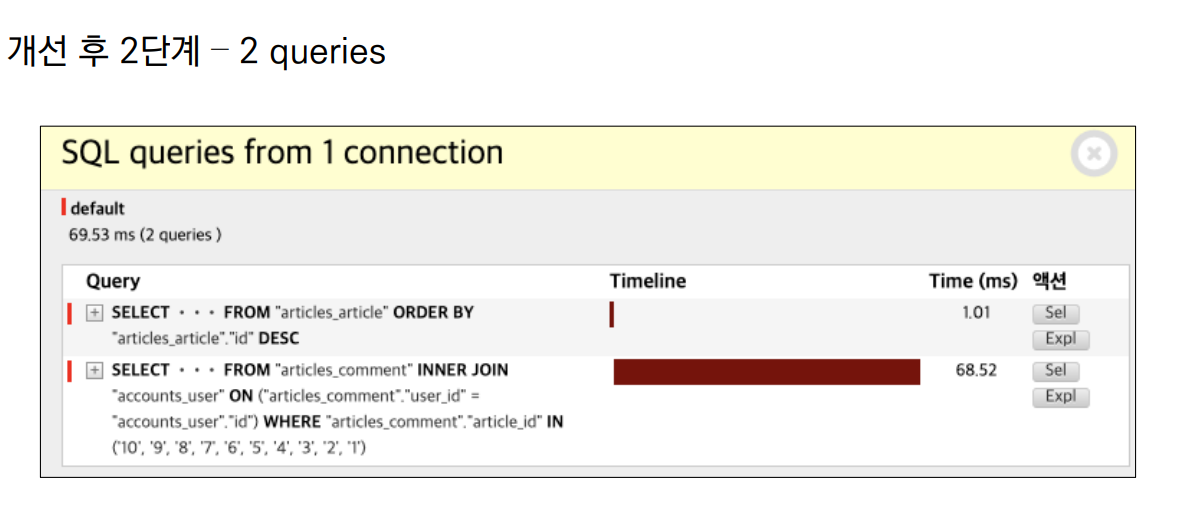 개선 후 2단계 – 2 queries
SQL queries from 1 connection
default
69.53 ms (2 queries )
Query Timeline Time (ms) 액션
SELECT ··· FROM "articles_article" ORDER BY 1.01 Sel
"articles_article"."id" DESC Expl
SELECT ··· FROM "articles_comment" INNER JOIN 68.52 Sel
"accounts_user" ON ("articles_comment"."user_id" = Expl
"accounts_user"."id") WHERE "articles_comment"."article_id" IN
('10', '9', '8', '7', '6', '5', '4', '3', '2', '1')